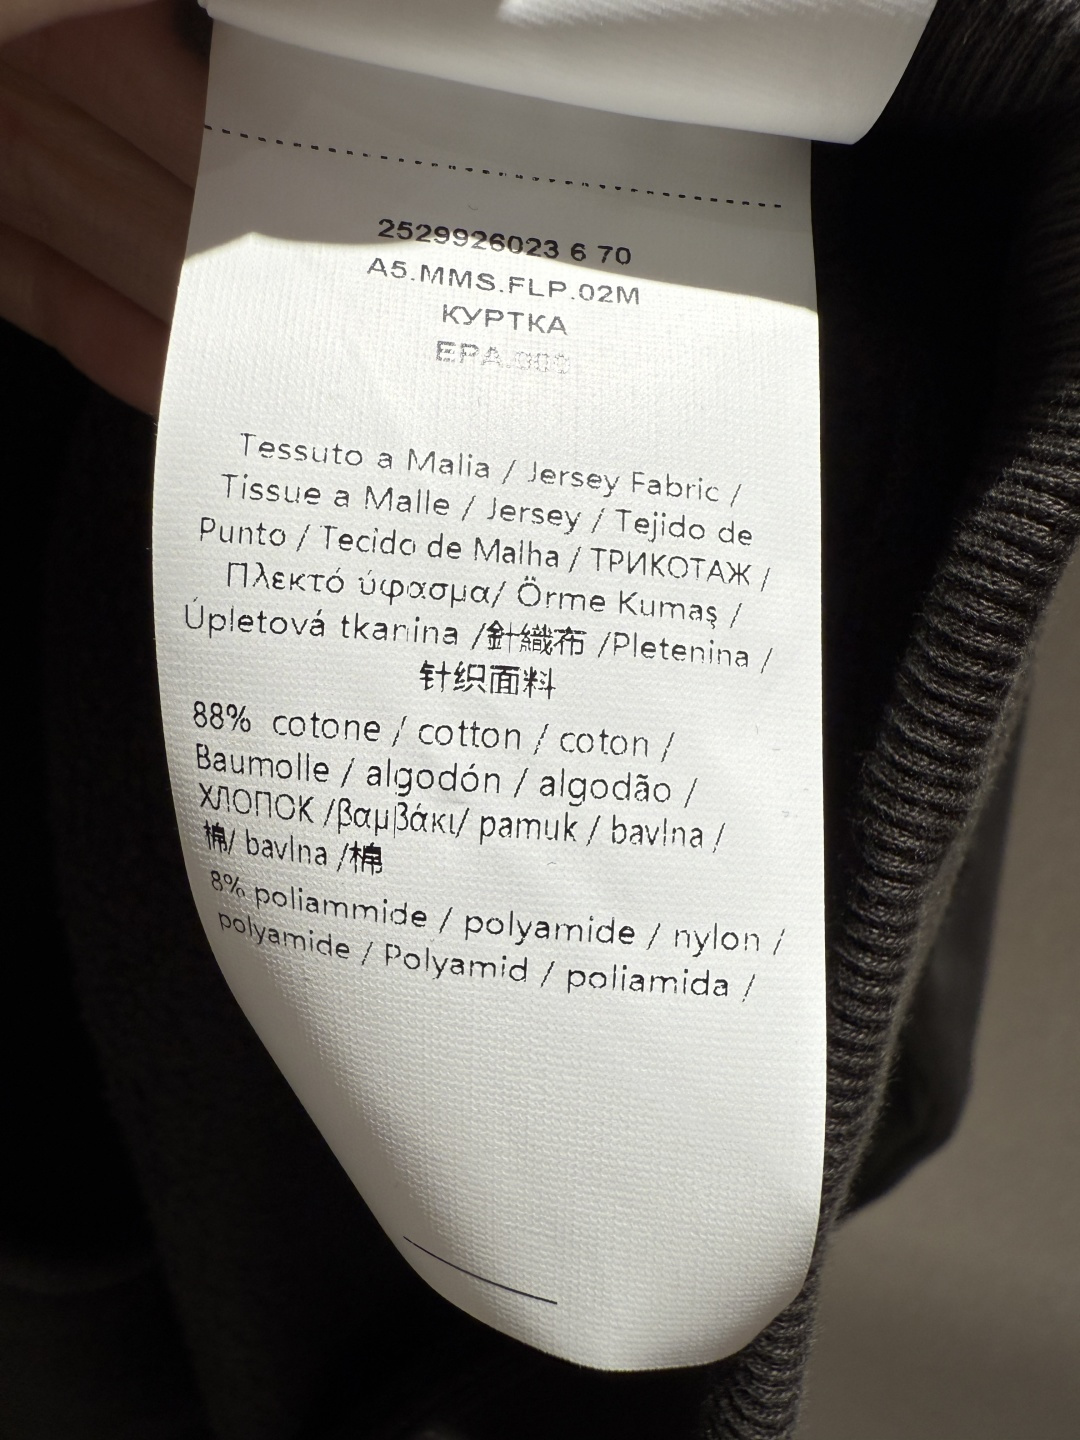 2529926023 6 70
A5.MMS.FLP.02M
КУРТКА
EPA.000
Tessuto a Malia / Jersey Fabric /
Tissue a Malle / Jersey / Tejido de
Punto / Tecido de Malha / ТРИКОТАЖ /
Πλεκτό ύφασμα/ Örme Kumaş /
Úpletová tkanina /針織布 /Pletenina /
针织面料
88% cotone / cotton / coton /
Baumolle / algodón / algodão /
ХЛОПОК /βαμβάκι/ pamuk / bavlna /
棉/ bavlna /棉
8% poliammide / polyamide / nylon /
polyamide / Polyamid / poliamida /